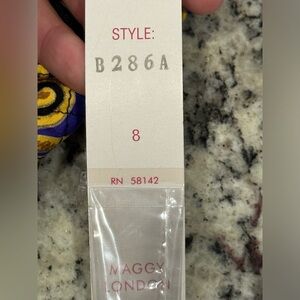 STYLE:
B286A
8
RN 58142
MAGGY
LONDON